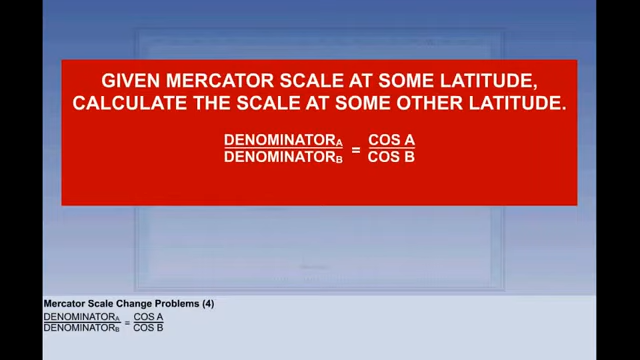 GIVEN MERCATOR SCALE AT SOME LATITUDE,
CALCULATE THE SCALE AT SOME OTHER LATITUDE.
DENOMINATORA = COS A
DENOMINATORB COS B
Mercator Scale Change Problems (4)
DENOMINATORA = COS A
DENOMINATORB COS B